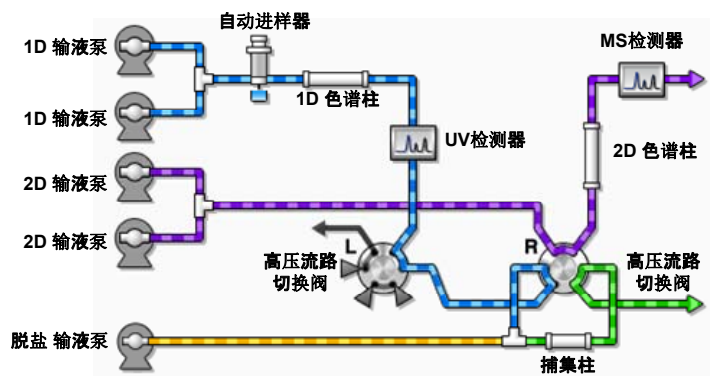 自动进样器
1D 输液泵
MS检测器
1D 色谱柱
1D 输液泵
UV检测器
2D 色谱柱
2D 输液泵
2D 输液泵
L
R
高压流路
切换阀
高压流路
切换阀
脱盐 输液泵
捕集柱